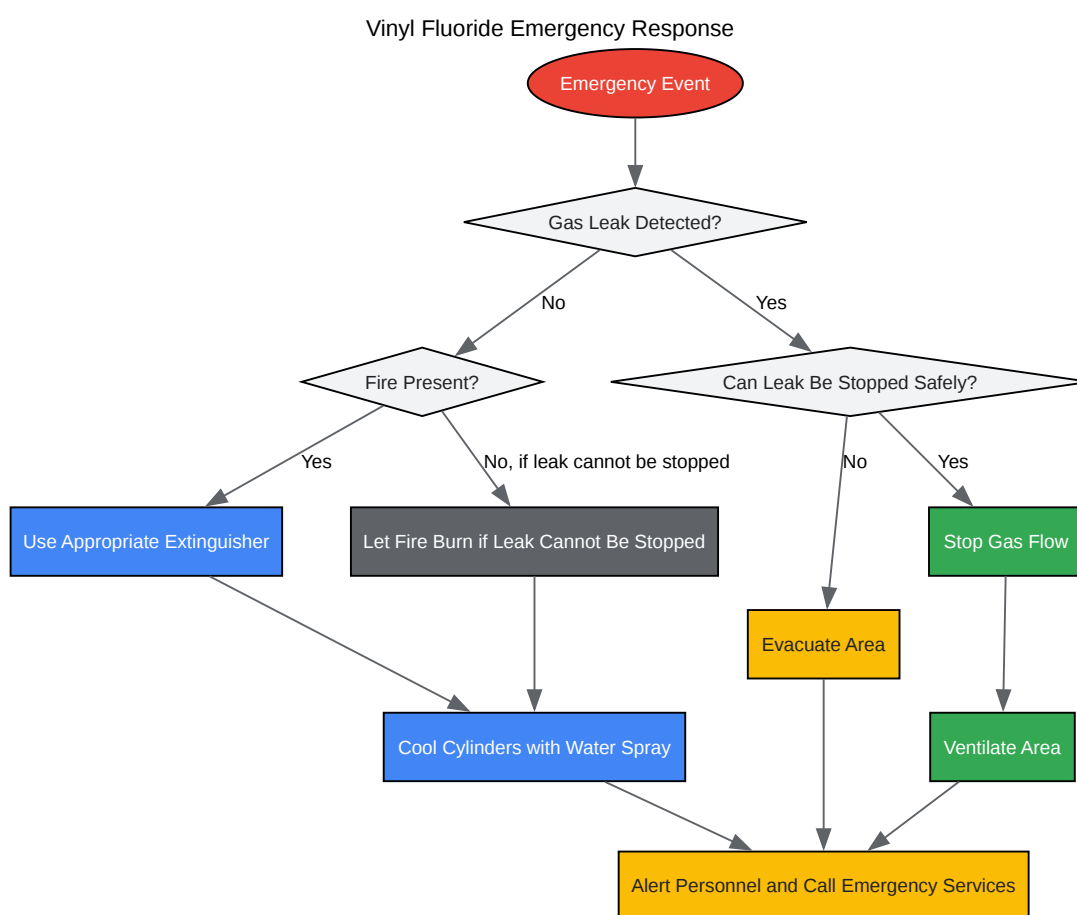 Vinyl Fluoride Emergency Response
Emergency Event
Gas Leak Detected?
No
Yes
Fire Present?
Can Leak Be Stopped Safely?
Yes
No, if leak cannot be stopped
No
Yes
Use Appropriate Extinguisher
Let Fire Burn if Leak Cannot Be Stopped
Stop Gas Flow
Evacuate Area
Cool Cylinders with Water Spray
Ventilate Area
Alert Personnel and Call Emergency Services